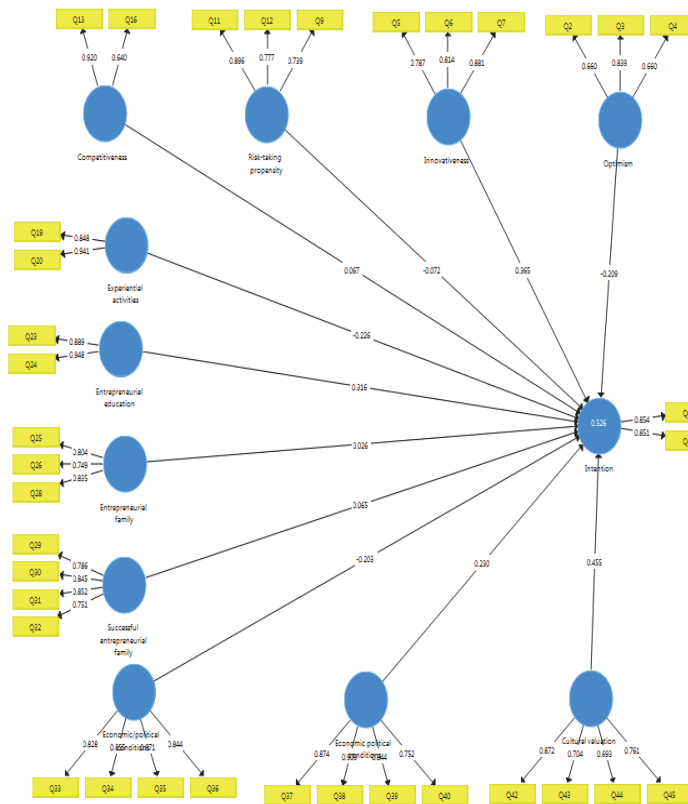 Q13 Q16
Q11 Q12 Q9
Q5 Q6 Q7
Q2 Q3 Q4
0.920 0.640
0.896 0.777 0.739
0.787 0.814 0.881
0.660 0.839 0.660
Competitiveness
Risk-taking
propensity
Innovativeness
Optimism
Q19
Q20
0.848
0.941
Experiential
activities
0.067
-0.072
0.365
-0.209
-0.226
Q23
Q24
0.889
0.948
Entrepreneurial
education
0.316
Q25
Q26
Q28
0.804
0.749
0.835
Entrepreneurial
family
0.026
0.526
Intention
0.854
0.851
Q29
Q30
Q31
Q32
0.786
0.845
0.852
0.751
Successful
entrepreneurial
family
0.065
-0.203
0.230
0.455
Economic/political
conditions
0.828 0.844
Q33 Q34 Q35 Q36
Economic political
conditions
0.874 0.752
Q37 Q38 Q39 Q40
Cultural valuation
0.872 0.704 0.693 0.761
Q42 Q43 Q44 Q45